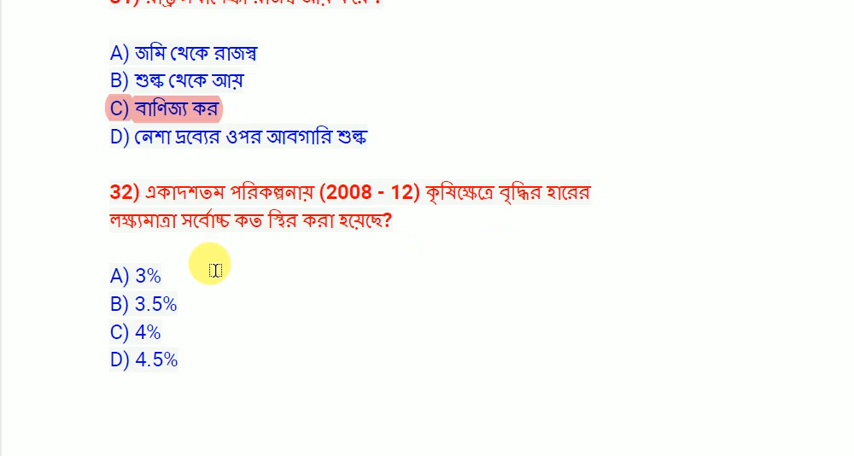 A) জমি থেকে রাজস্ব
B) শুল্ক থেকে আয়
C) বাণিজ্য কর
D) নেশা দ্রব্যের ওপর আবগারি শুল্ক
32) একাদশতম পরিকল্পনায় (2008 - 12) কৃষিক্ষেত্রে বৃদ্ধির হারের
লক্ষ্যমাত্রা সর্বোচ্চ কত স্থির করা হয়েছে?
A) 3%
B) 3.5%
C) 4%
D) 4.5%